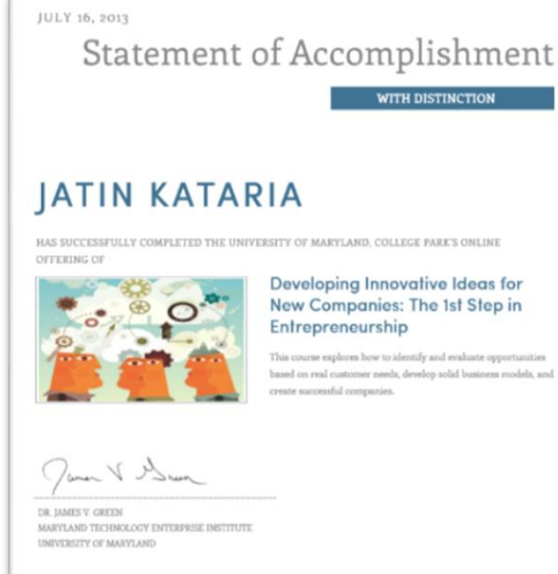 JULY 16, 2013
Statement of Accomplishment
WITH DISTINCTION
JATIN KATARIA
HAS SUCCESSFULLY COMPLETED THE UNIVERSITY OF MARYLAND, COLLEGE PARK'S ONLINE
OFFERING OF
Developing Innovative Ideas for
New Companies: The 1st Step in
Entrepreneurship
This course explores how to identify and evaluate opportunities
based on real customer needs, develop solid business models, and
create successful companies.
James V Green
DR. JAMES V. GREEN
MARYLAND TECHNOLOGY ENTERPRISE INSTITUTE
UNIVERSITY OF MARYLAND